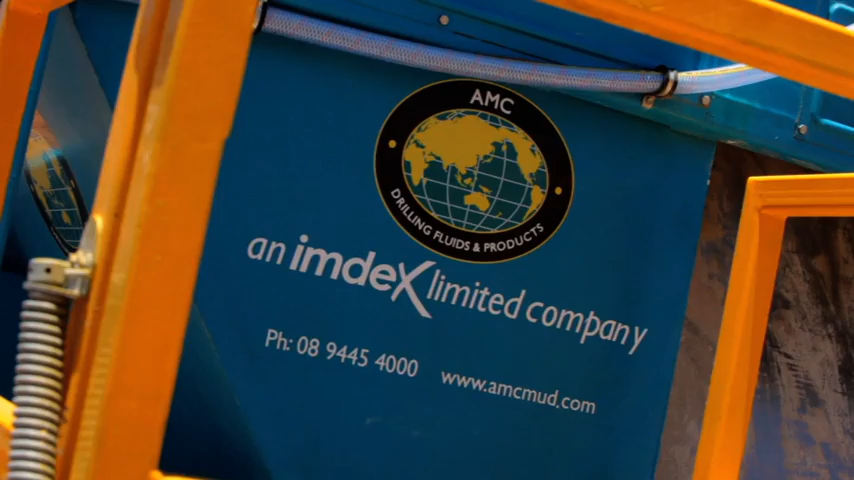 AMC
DRILLING FLUIDS & PRODUCTS
an imdex limited company
Ph: 08 9445 4000 www.amcmud.com